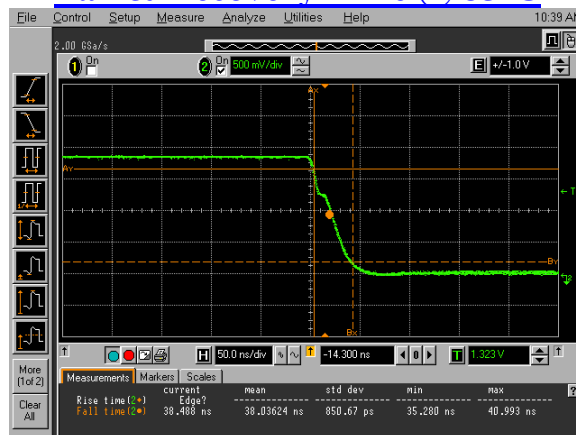 File Control Setup Measure Analyze Utilities Help 10:39 AM
2.00 GSa/s
1 On 2 On 500 mV/div E +/-1.0 V
Ax
Ay
T
By
2
Bx
H 50.0 ns/div -14.300 ns 0 T 1.323 V
More (1 of 2)
Clear All
Measurements Markers Scales
current mean std dev min max
Rise time(2) Edge?
Fall time(2) 38.488 ns 38.03624 ns 850.67 ps 35.280 ns 40.993 ns
?